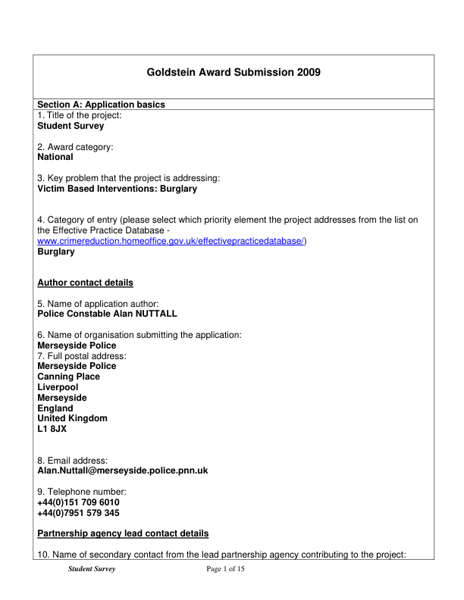 Goldstein Award Submission 2009
Section A: Application basics
1. Title of the project:
Student Survey
2. Award category:
National
3. Key problem that the project is addressing:
Victim Based Interventions: Burglary
4. Category of entry (please select which priority element the project addresses from the list on
the Effective Practice Database -
www.crimereduction.homeoffice.gov.uk/effectivepracticedatabase/)
Burglary
Author contact details
5. Name of application author:
Police Constable Alan NUTTALL
6. Name of organisation submitting the application:
Merseyside Police
7. Full postal address:
Merseyside Police
Canning Place
Liverpool
Merseyside
England
United Kingdom
L1 8JX
8. Email address:
Alan.Nuttall@merseyside.police.pnn.uk
9. Telephone number:
+44(0)151 709 6010
+44(0)7951 579 345
Partnership agency lead contact details
10. Name of secondary contact from the lead partnership agency contributing to the project:
Student Survey Page 1 of 15